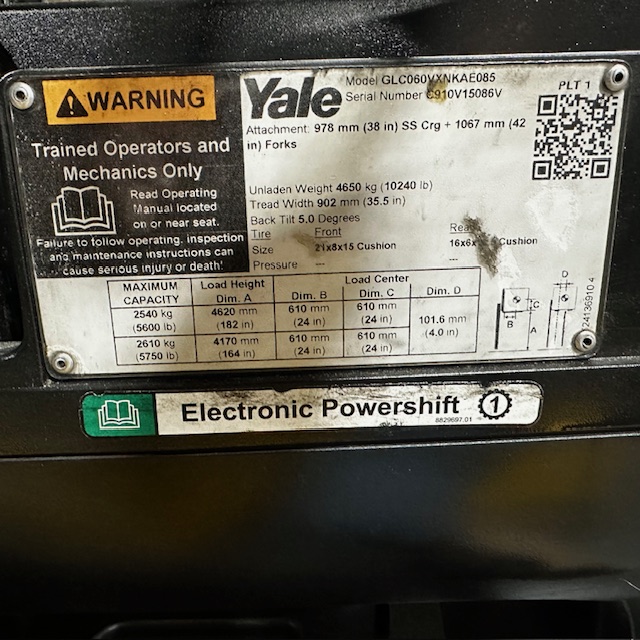 WARNING
Trained Operators and
Mechanics Only
Read Operating
Manual located
on or near seat.
Failure to follow operating, inspection
and maintenance instructions can
cause serious injury or death!
Yale
Model GLC060VXNKAE085
Serial Number C910V15086V
PLT 1
Attachment: 978 mm (38 in) SS Crg + 1067 mm (42
in) Forks
Unladen Weight 4650 kg (10240 lb)
Tread Width 902 mm (35.5 in)
Back Tilt 5.0 Degrees
Tire Front
Size 21x8x15 Cushion 16x6x Cushion
Pressure --- ---
MAXIMUM CAPACITY Load Height Dim. A Load Center Dim. B Dim. C Dim. D
2540 kg (5600 lb) 4620 mm (182 in) 610 mm (24 in) 610 mm (24 in) 101.6 mm (4.0 in)
2610 kg (5750 lb) 4170 mm (164 in) 610 mm (24 in) 610 mm (24 in)
D
B
C
A
24136910 4
Electronic Powershift 1
8829697.01